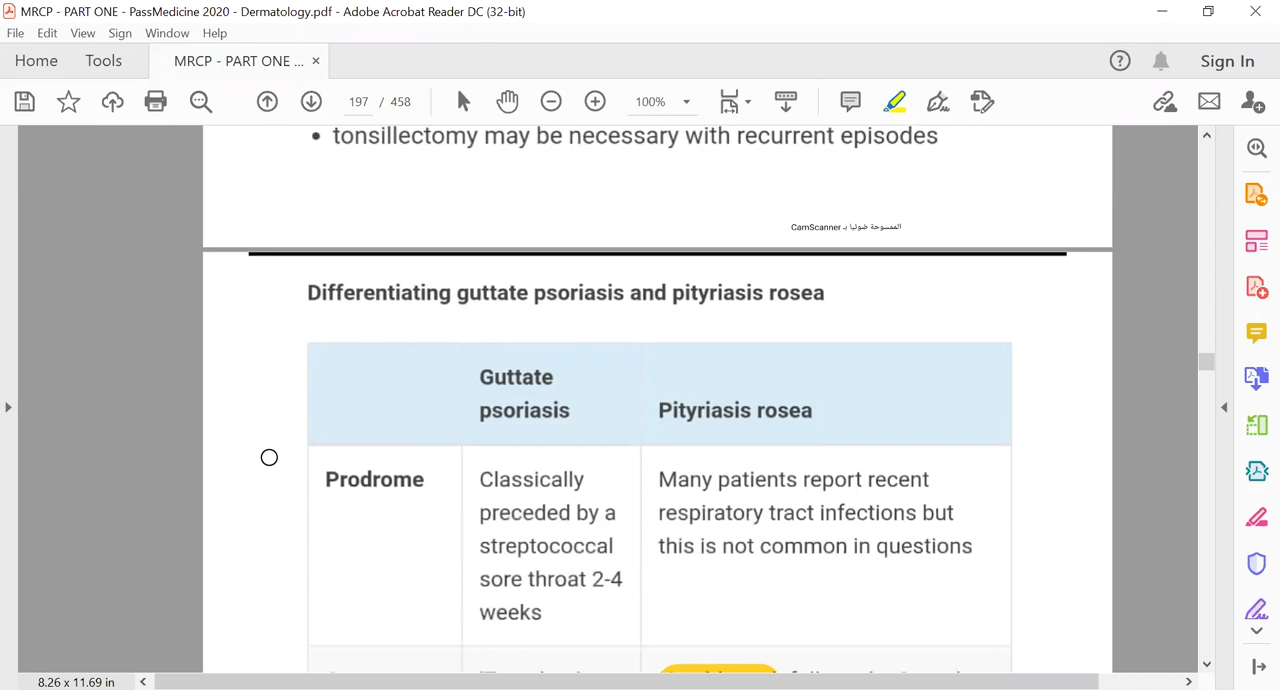 MRCP - PART ONE - PassMedicine 2020 - Dermatology.pdf - Adobe Acrobat Reader DC (32-bit)
File Edit View Sign Window Help
Home Tools MRCP - PART ONE ... × Sign In
197 / 458 100%
• tonsillectomy may be necessary with recurrent episodes
الممسوحة ضوئيا بـ CamScanner
Differentiating guttate psoriasis and pityriasis rosea
Guttate
psoriasis Pityriasis rosea
Prodrome Classically Many patients report recent
preceded by a respiratory tract infections but
streptococcal this is not common in questions
sore throat 2-4
weeks
8.26 x 11.69 in